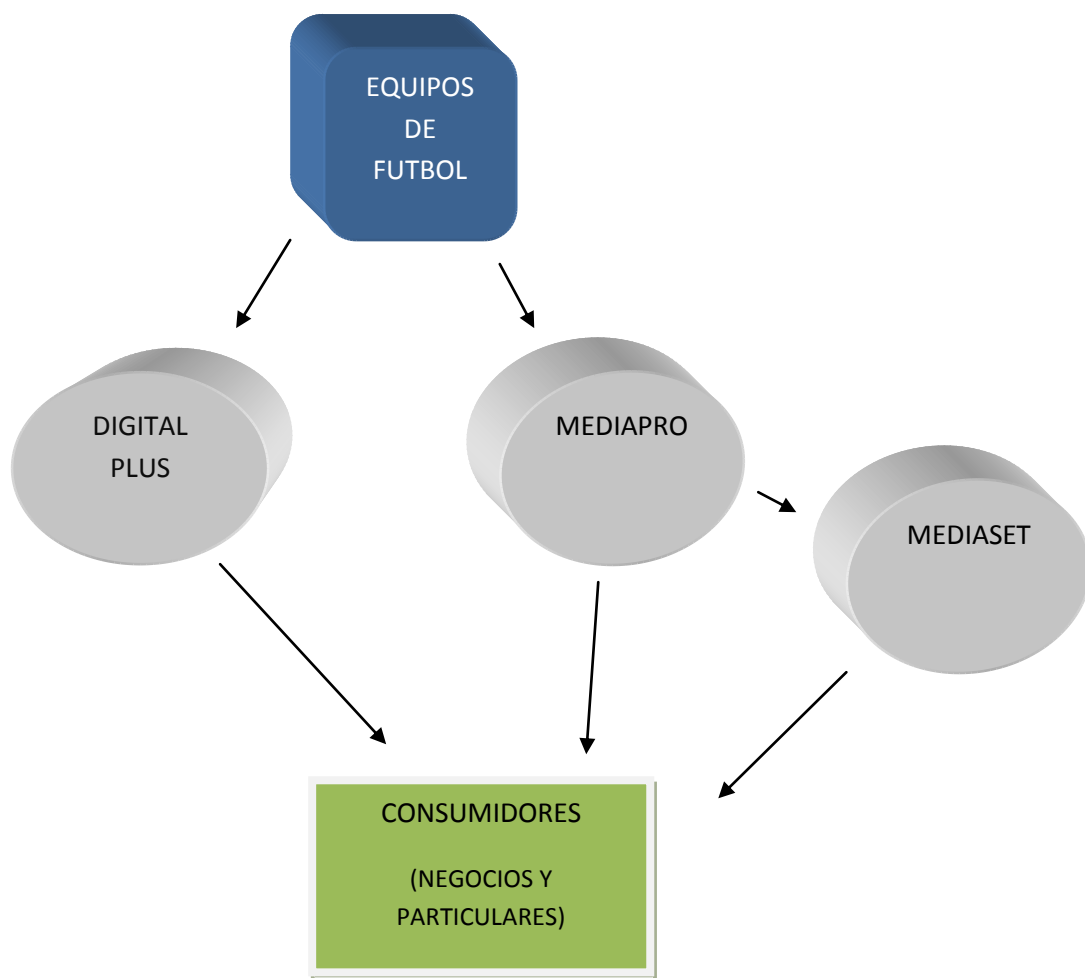 EQUIPOS
DE
FUTBOL
DIGITAL
PLUS
MEDIAPRO
MEDIASET
CONSUMIDORES
(NEGOCIOS Y
PARTICULARES)